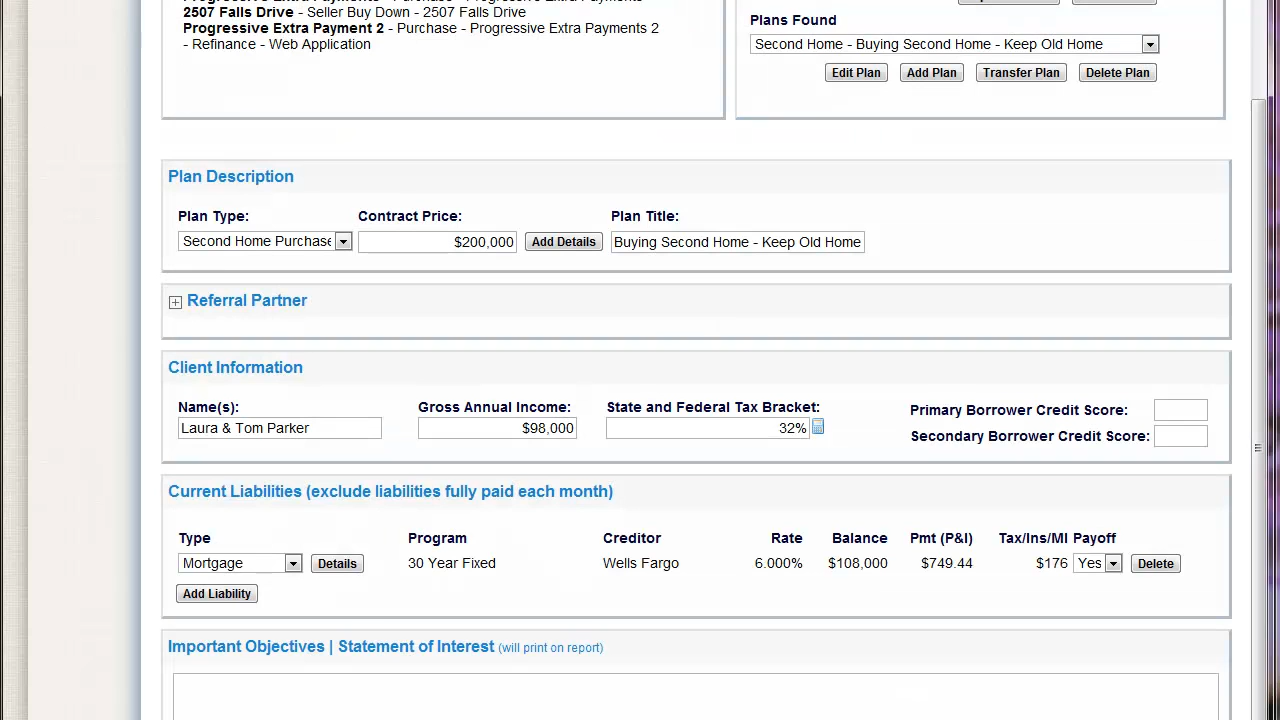 2507 Falls Drive - Seller Buy Down - 2507 Falls Drive
Progressive Extra Payment 2 - Purchase - Progressive Extra Payments 2
- Refinance - Web Application
Plans Found
Second Home - Buying Second Home - Keep Old Home
Edit Plan Add Plan Transfer Plan Delete Plan
Plan Description
Plan Type: Contract Price: Plan Title:
Second Home Purchase $200,000 Add Details Buying Second Home - Keep Old Home
Referral Partner
Client Information
Name(s): Gross Annual Income: State and Federal Tax Bracket: Primary Borrower Credit Score:
Laura & Tom Parker $98,000 32% Secondary Borrower Credit Score:
Current Liabilities (exclude liabilities fully paid each month)
Type Program Creditor Rate Balance Pmt (P&I) Tax/Ins/MI Payoff
Mortgage Details 30 Year Fixed Wells Fargo 6.000% $108,000 $749.44 $176 Yes Delete
Add Liability
Important Objectives | Statement of Interest (will print on report)